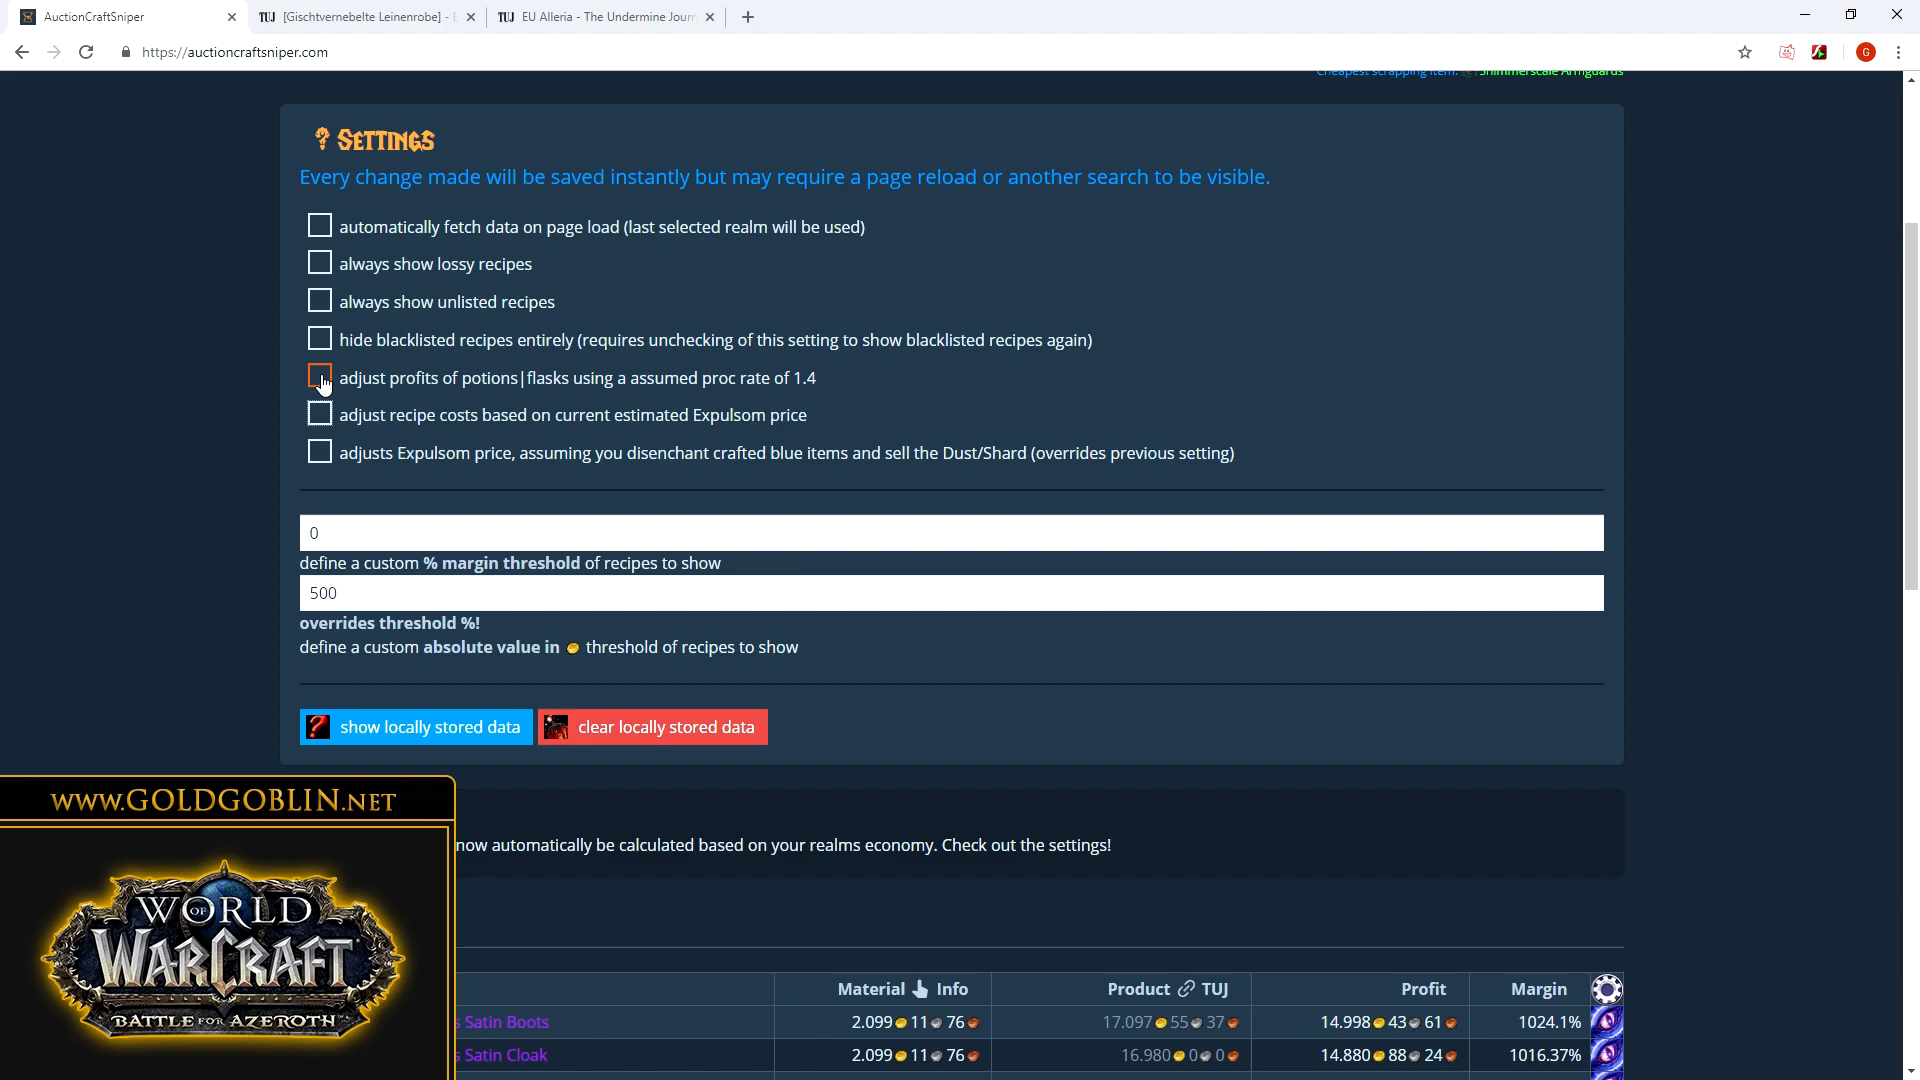 AuctionCraftSniper
TUJ [Gischtvernebelte Leinenrobe] - E
TUJ EU Alleria - The Undermine Journ
https://auctioncraftsniper.com
G
Cheapest scrapping item: Shimmerscale Armguards
Settings
Every change made will be saved instantly but may require a page reload or another search to be visible.
automatically fetch data on page load (last selected realm will be used)
always show lossy recipes
always show unlisted recipes
hide blacklisted recipes entirely (requires unchecking of this setting to show blacklisted recipes again)
adjust profits of potions|flasks using a assumed proc rate of 1.4
adjust recipe costs based on current estimated Expulsom price
adjusts Expulsom price, assuming you disenchant crafted blue items and sell the Dust/Shard (overrides previous setting)
0
define a custom % margin threshold of recipes to show
500
overrides threshold %!
define a custom absolute value in threshold of recipes to show
show locally stored data clear locally stored data
www.GOLDGOBLIN.NET
now automatically be calculated based on your realms economy. Check out the settings!
WORLD OF WARCRAFT
BATTLE FOR AZEROTH
Material Info Product TUJ Profit Margin
s Satin Boots 2.099 11 76 17.097 55 37 14.998 43 61 1024.1%
s Satin Cloak 2.099 11 76 16.980 0 0 14.880 88 24 1016.37%